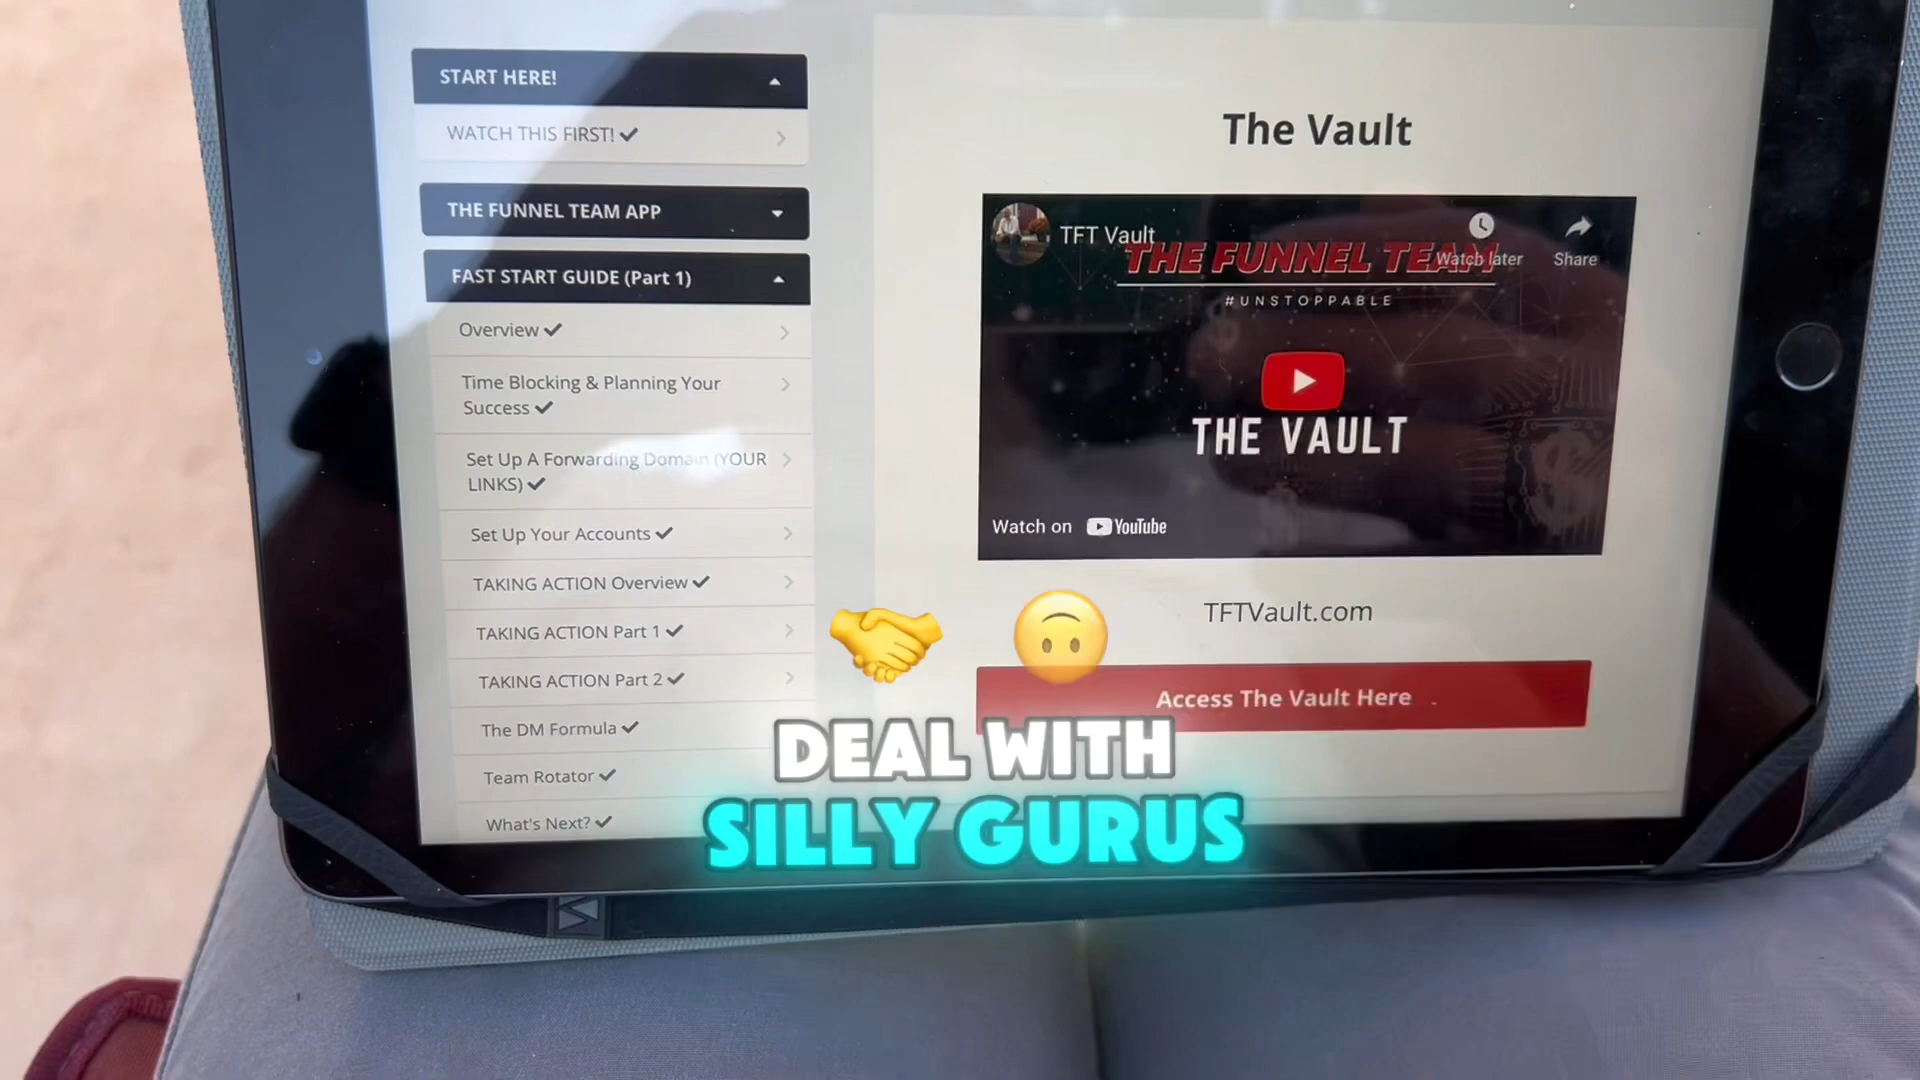 START HERE!
WATCH THIS FIRST! ✔
THE FUNNEL TEAM APP
FAST START GUIDE (Part 1)
Overview ✔
Time Blocking & Planning Your
Success ✔
Set Up A Forwarding Domain (YOUR
LINKS) ✔
Set Up Your Accounts ✔
TAKING ACTION Overview ✔
TAKING ACTION Part 1 ✔
TAKING ACTION Part 2 ✔
The DM Formula ✔
Team Rotator ✔
What's Next? ✔
The Vault
TFT Vault
THE FUNNEL TEAM
Watch later
Share
#UNSTOPPABLE
THE VAULT
Watch on YouTube
TFTVault.com
Access The Vault Here
DEAL WITH
SILLY GURUS